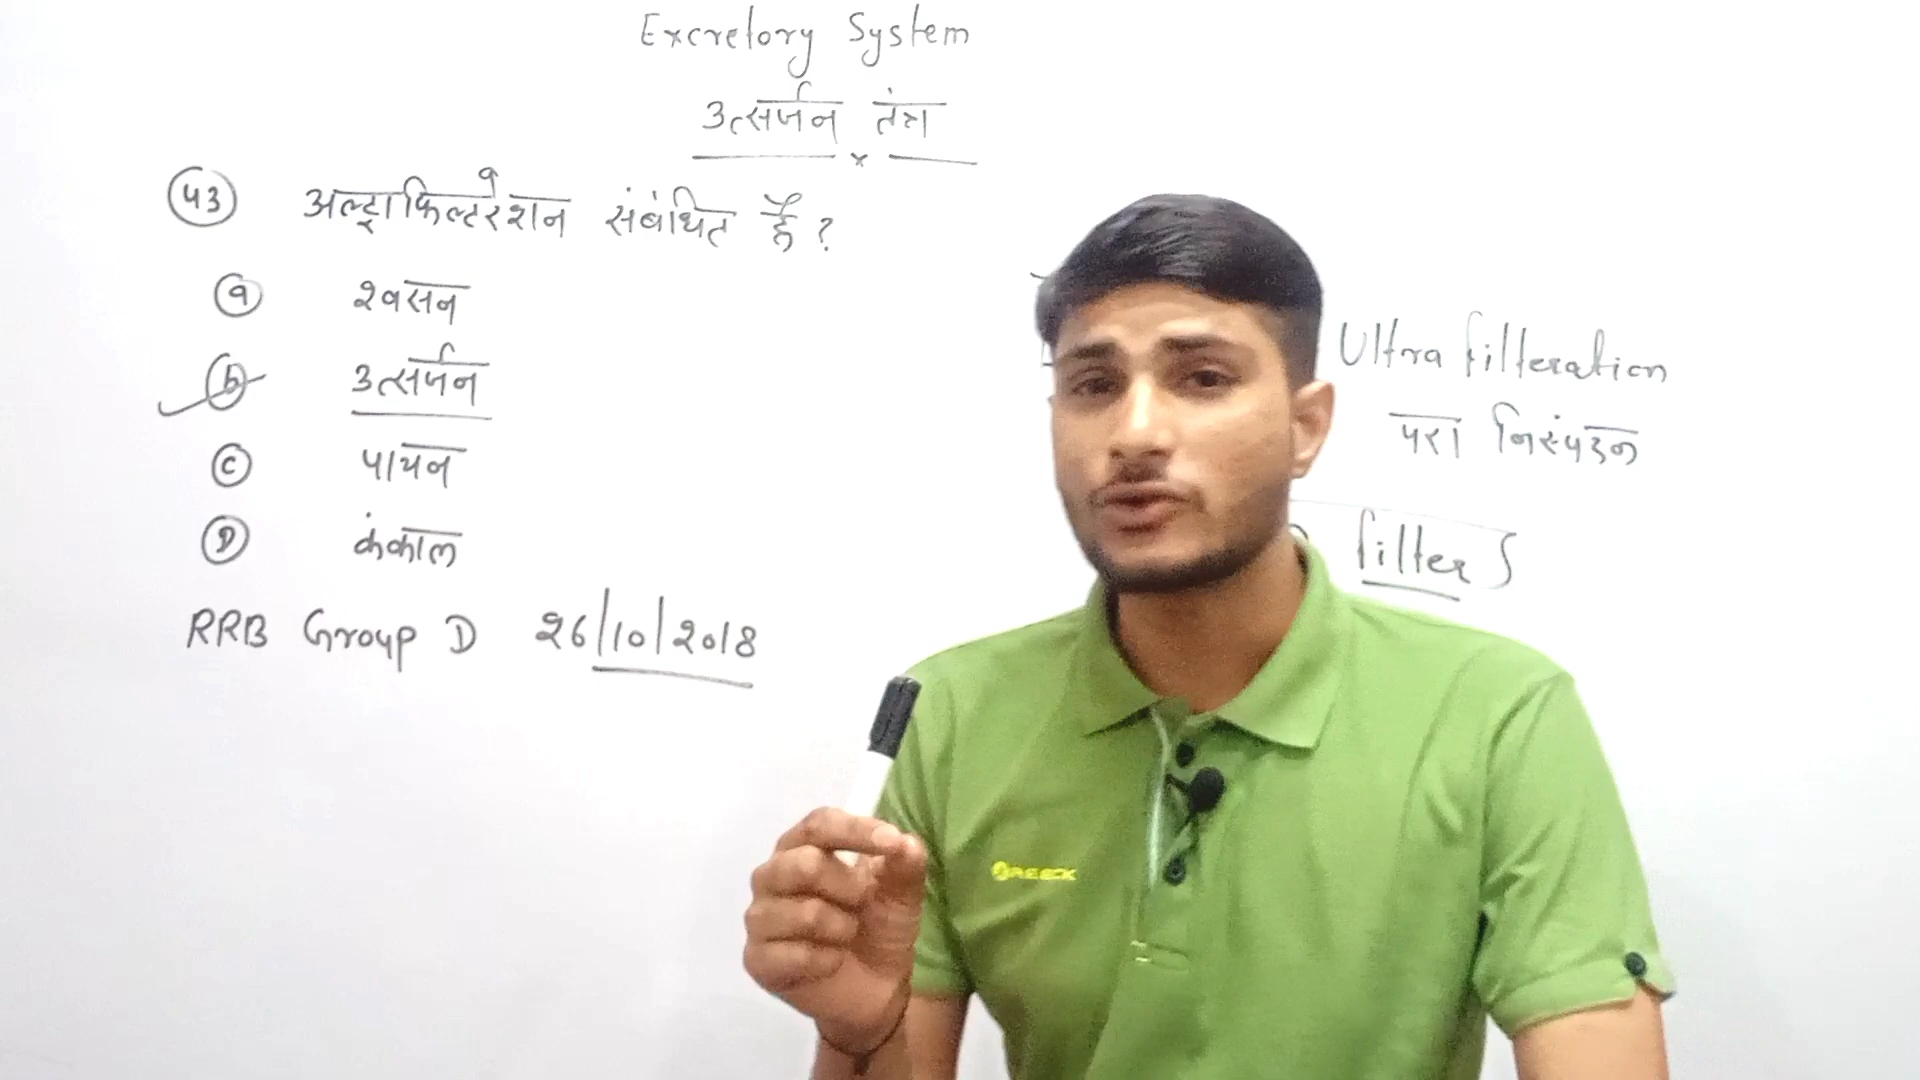 Excretory System
उत्सर्जन तंत्र
43 अल्ट्राफिल्टरेशन संबंधित है ?
a श्वसन
b उत्सर्जन
C पाचन
D कंकाल
RRB Group D 26/10/2018
Ultra filteration
परा निस्पंदन
filter